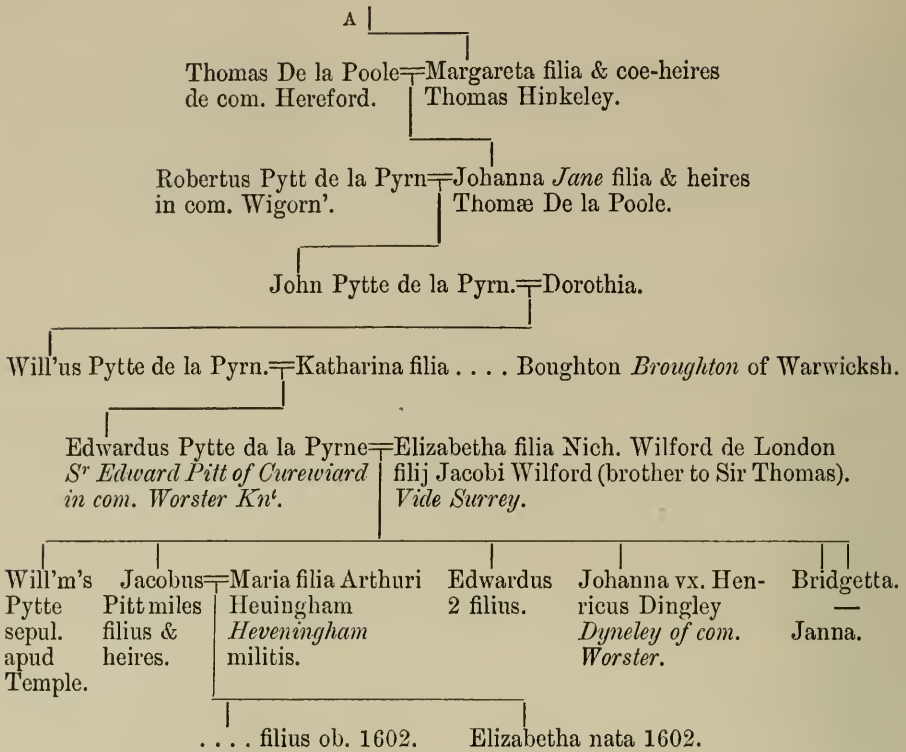 A
Thomas De la Poole=Margareta filia & coe-heires
de com. Hereford. Thomas Hinkeley.
Robertus Pytt de la Pyrn=Johanna Jane filia & heires
in com. Wigorn'. Thomæ De la Poole.
John Pytte de la Pyrn.=Dorothia.
Will'us Pytte de la Pyrn.=Katharina filia . . . . Boughton Broughton of Warwicksh.
Edwardus Pytte da la Pyrne=Elizabetha filia Nich. Wilford de London
Sr Edward Pitt of Curewiard filij Jacobi Wilford (brother to Sir Thomas).
in com. Worster Knt. Vide Surrey.
Will'm's
Pytte
sepul.
apud
Temple.
Jacobus=Maria filia Arthuri
Pitt miles Heuingham
filius & Heveningham
heires. militis.
Edwardus
2 filius.
Johanna vx. Hen-
ricus Dingley
Dyneley of com.
Worster.
Bridgetta.
—
Janna.
. . . . filius ob. 1602. Elizabetha nata 1602.